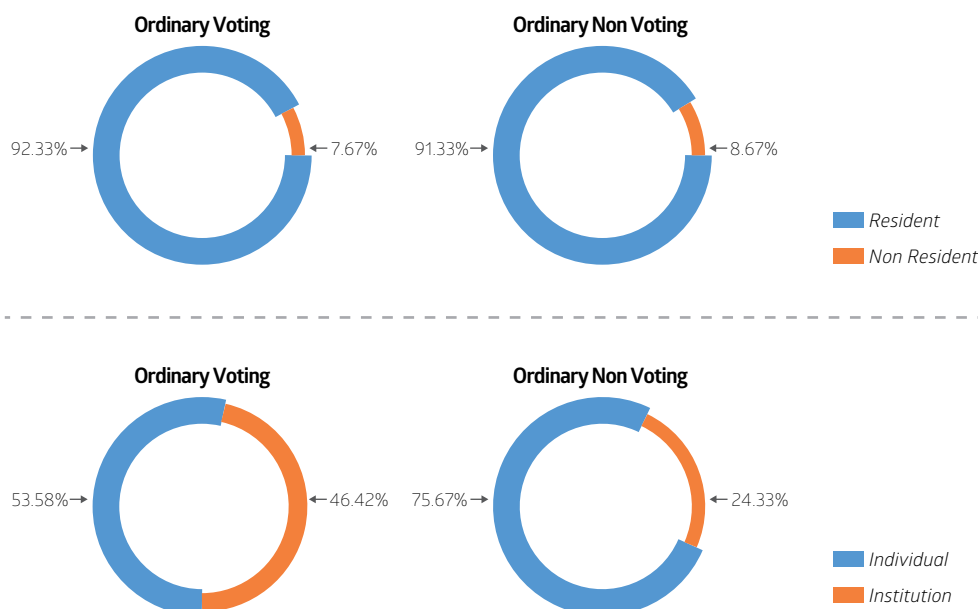 Ordinary Voting
Ordinary Non Voting
92.33%
7.67%
91.33%
8.67%
Resident
Non Resident
Ordinary Voting
Ordinary Non Voting
53.58%
46.42%
75.67%
24.33%
Individual
Institution